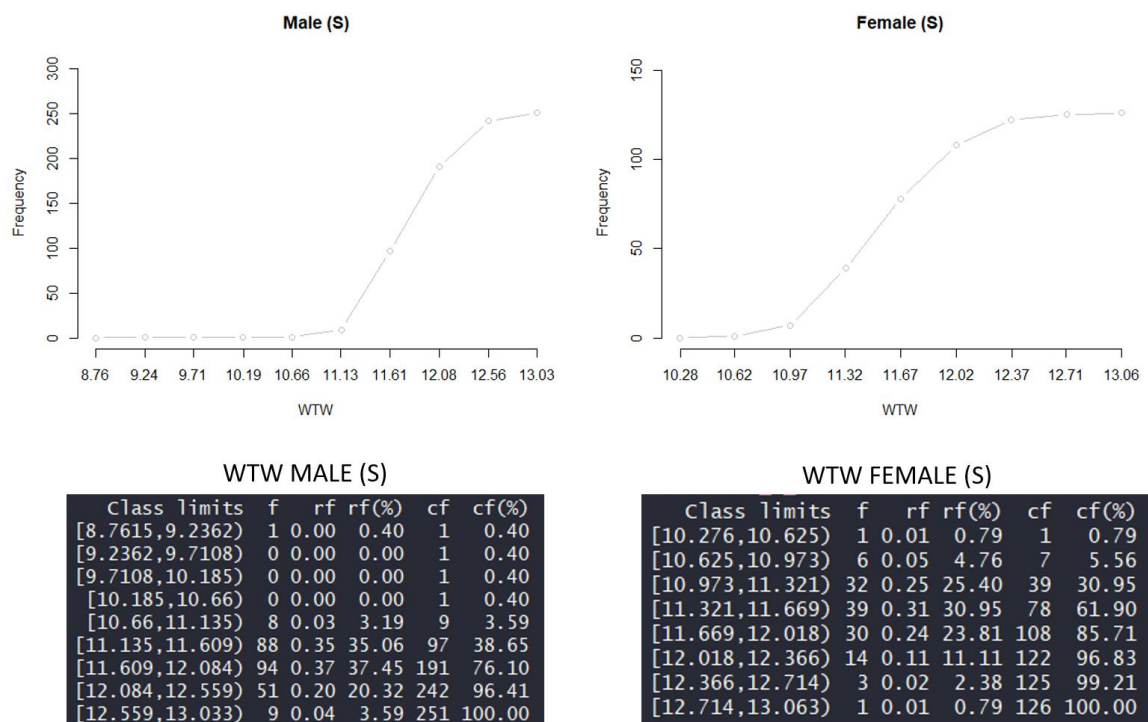 Male (S)
300
250
200
150
100
50
0
Frequency
8.76 9.24 9.71 10.19 10.66 11.13 11.61 12.08 12.56 13.03
WTW
Female (S)
150
100
50
0
Frequency
10.28 10.62 10.97 11.32 11.67 12.02 12.37 12.71 13.06
WTW
WTW MALE (S)
Class limits f rf rf(%) cf cf(%)
[8.7615,9.2362) 1 0.00 0.40 1 0.40
[9.2362,9.7108) 0 0.00 0.00 1 0.40
[9.7108,10.185) 0 0.00 0.00 1 0.40
[10.185,10.66) 0 0.00 0.00 1 0.40
[10.66,11.135) 8 0.03 3.19 9 3.59
[11.135,11.609) 88 0.35 35.06 97 38.65
[11.609,12.084) 94 0.37 37.45 191 76.10
[12.084,12.559) 51 0.20 20.32 242 96.41
[12.559,13.033) 9 0.04 3.59 251 100.00
WTW FEMALE (S)
Class limits f rf rf(%) cf cf(%)
[10.276,10.625) 1 0.01 0.79 1 0.79
[10.625,10.973) 6 0.05 4.76 7 5.56
[10.973,11.321) 32 0.25 25.40 39 30.95
[11.321,11.669) 39 0.31 30.95 78 61.90
[11.669,12.018) 30 0.24 23.81 108 85.71
[12.018,12.366) 14 0.11 11.11 122 96.83
[12.366,12.714) 3 0.02 2.38 125 99.21
[12.714,13.063) 1 0.01 0.79 126 100.00